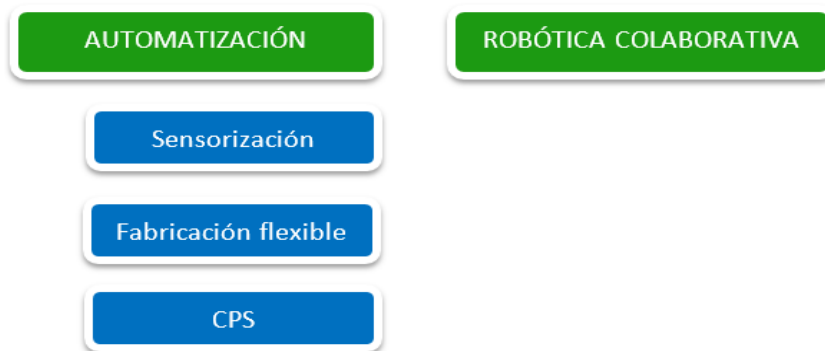 AUTOMATIZACIÓN
ROBÓTICA COLABORATIVA
Sensorización
Fabricación flexible
CPS